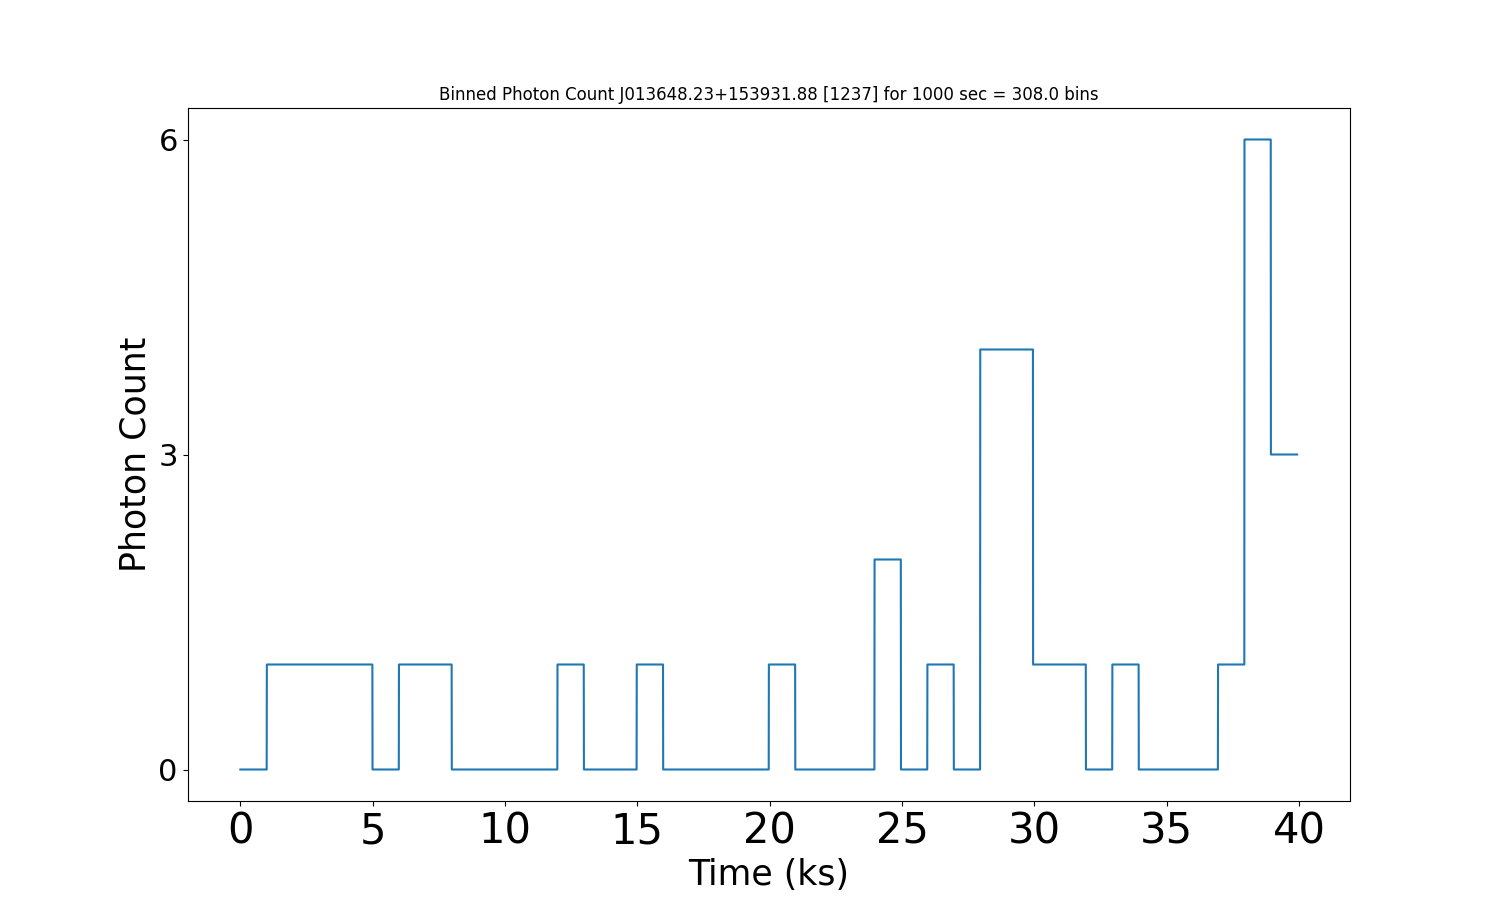 Binned Photon Count J013648.23+153931.88 [1237] for 1000 sec = 308.0 bins
6
3
0
Photon Count
0 5 10 15 20 25 30 35 40
Time (ks)